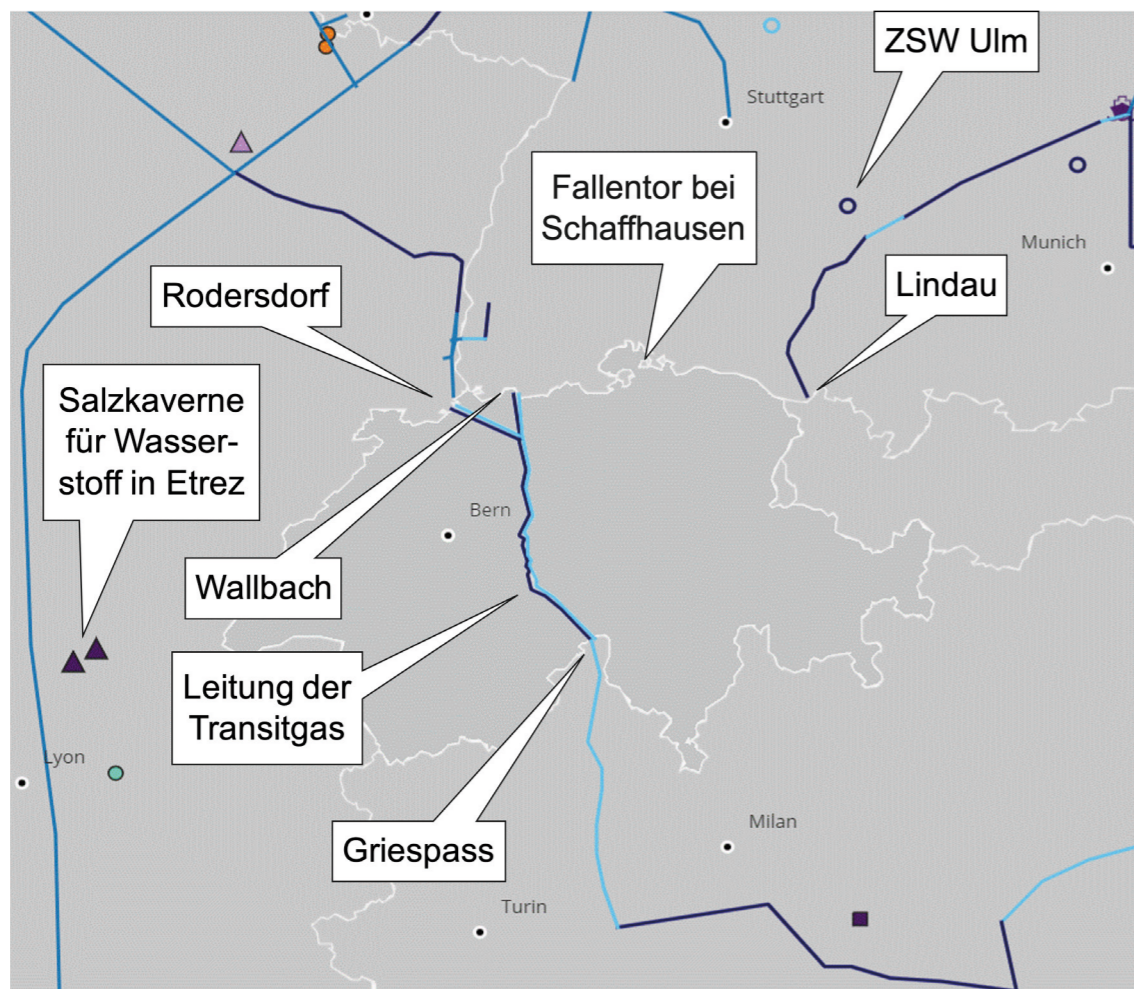 ZSW Ulm
Stuttgart
Fallentor bei
Schaffhausen
Munich
Rodersdorf
Lindau
Salzkaverne
für Wasser-
stoff in Etrez
Bern
Wallbach
Leitung der
Transitgas
Lyon
Griespass
Milan
Turin